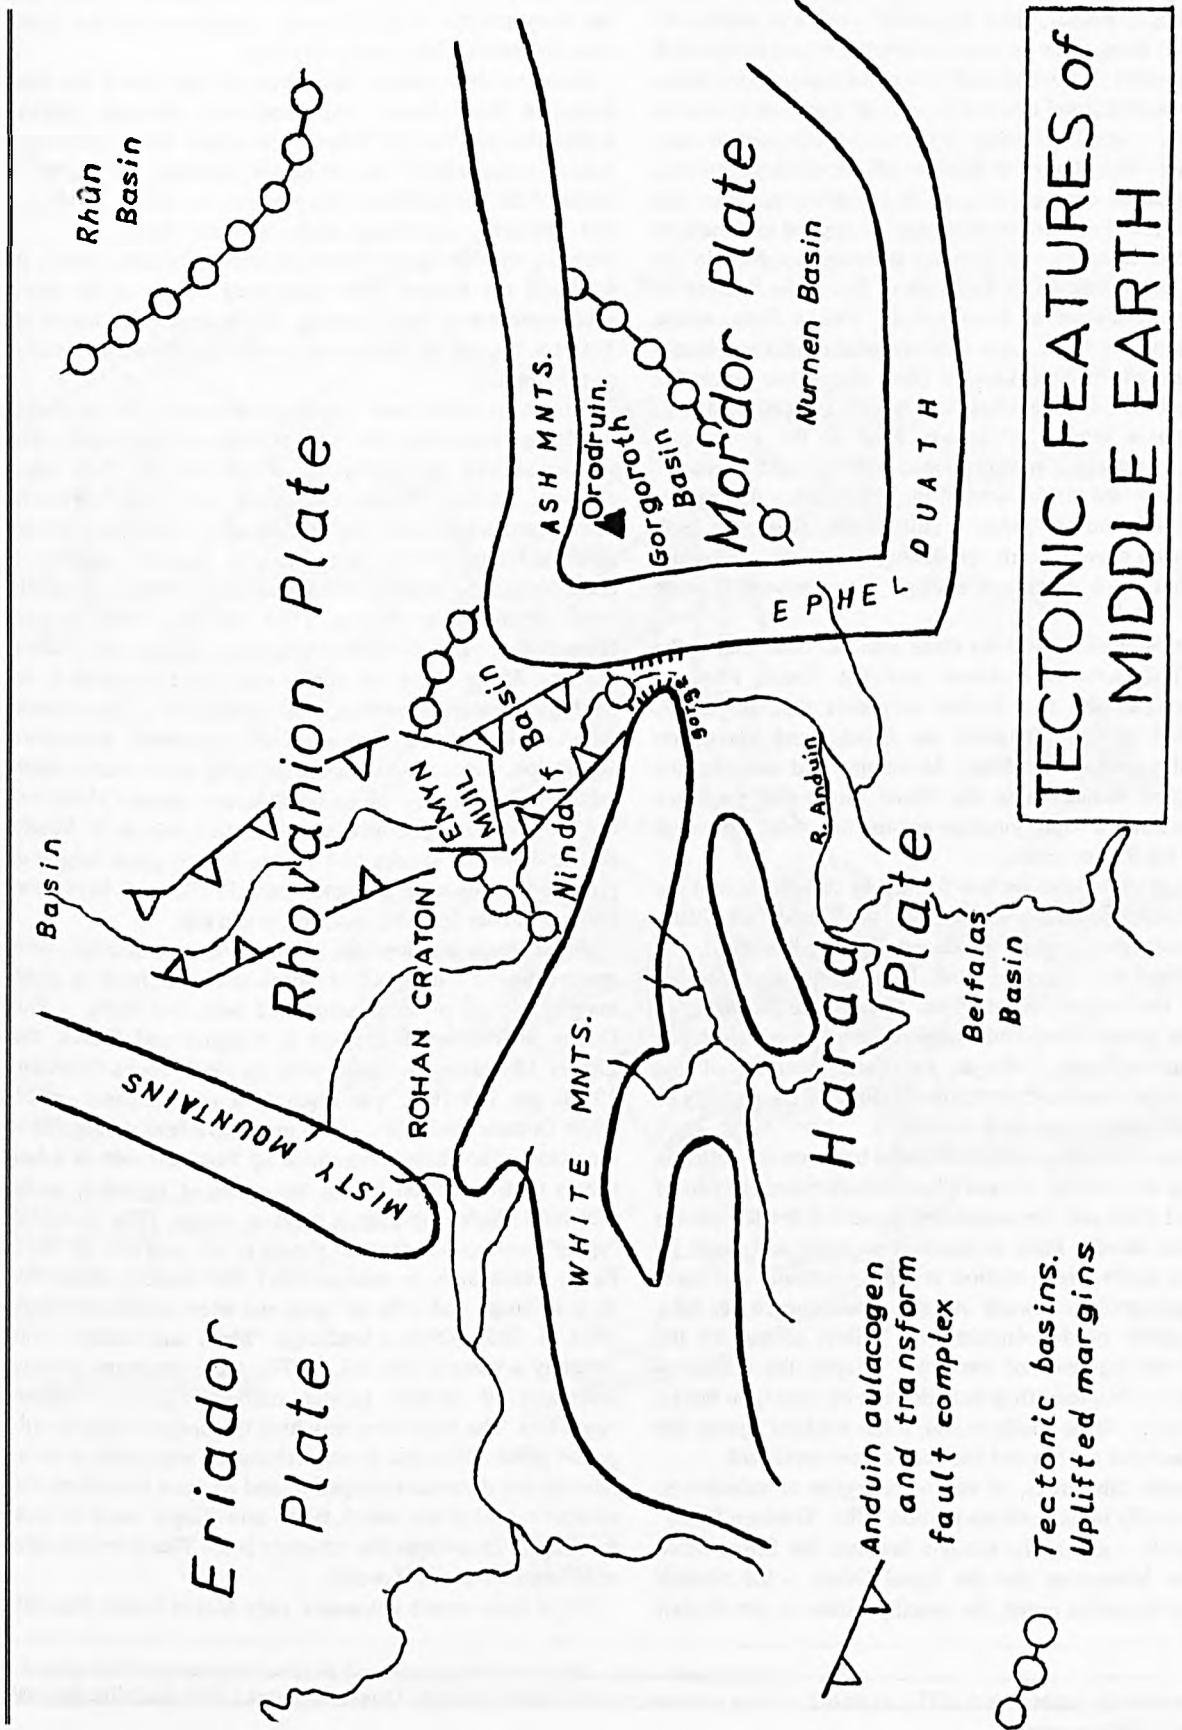 Eriador
Plate
MISTY MOUNTAINS
Basin
Rhovanion Plate
Rhûn
Basin
ROHAN CRATON
EMYN
MUIL
Nindalf Basin
ASH MNTS.
Orodruin
Gorgoroth
Basin
Mordor Plate
Nurnen Basin
EPHEL DUATH
gorge
WHITE MNTS.
R. Anduin
Harad
Plate
Belfalas
Basin
Anduin aulacogen
and transform
fault complex
Tectonic basins.
Uplifted margins
TECTONIC FEATURES of
MIDDLE EARTH